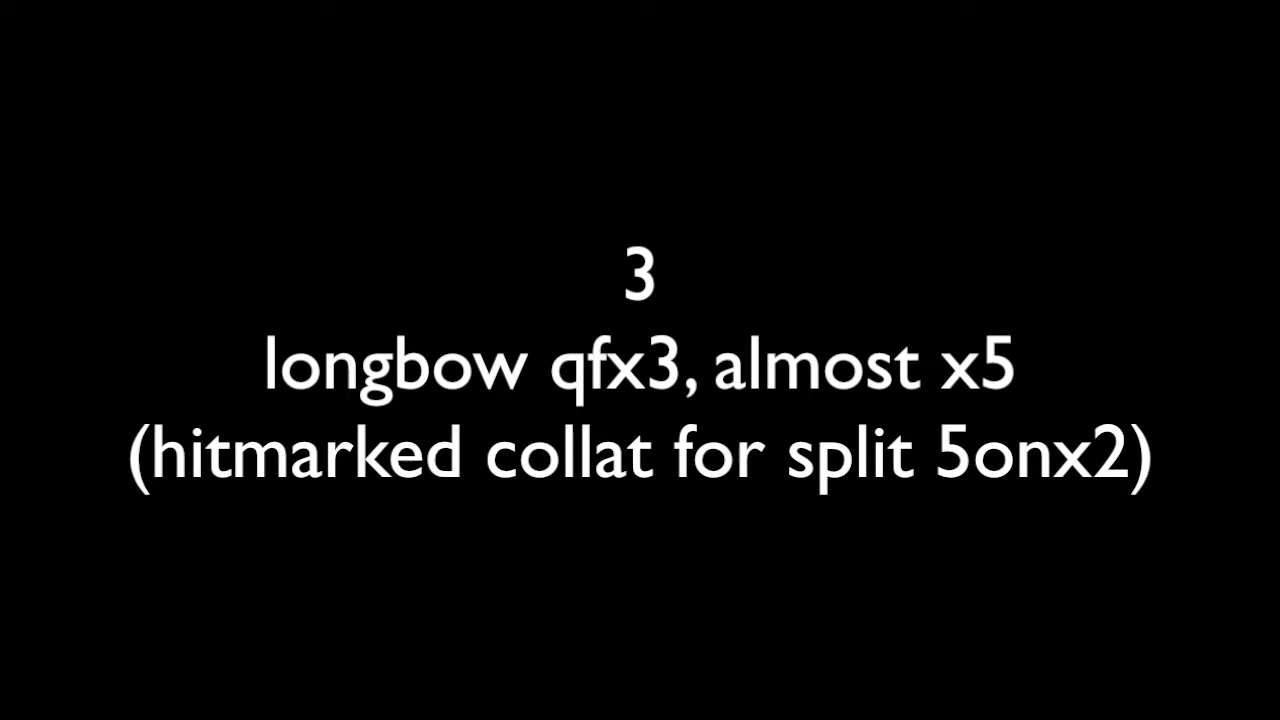 3
longbow qfx3, almost x5
(hitmarked collat for split 5onx2)